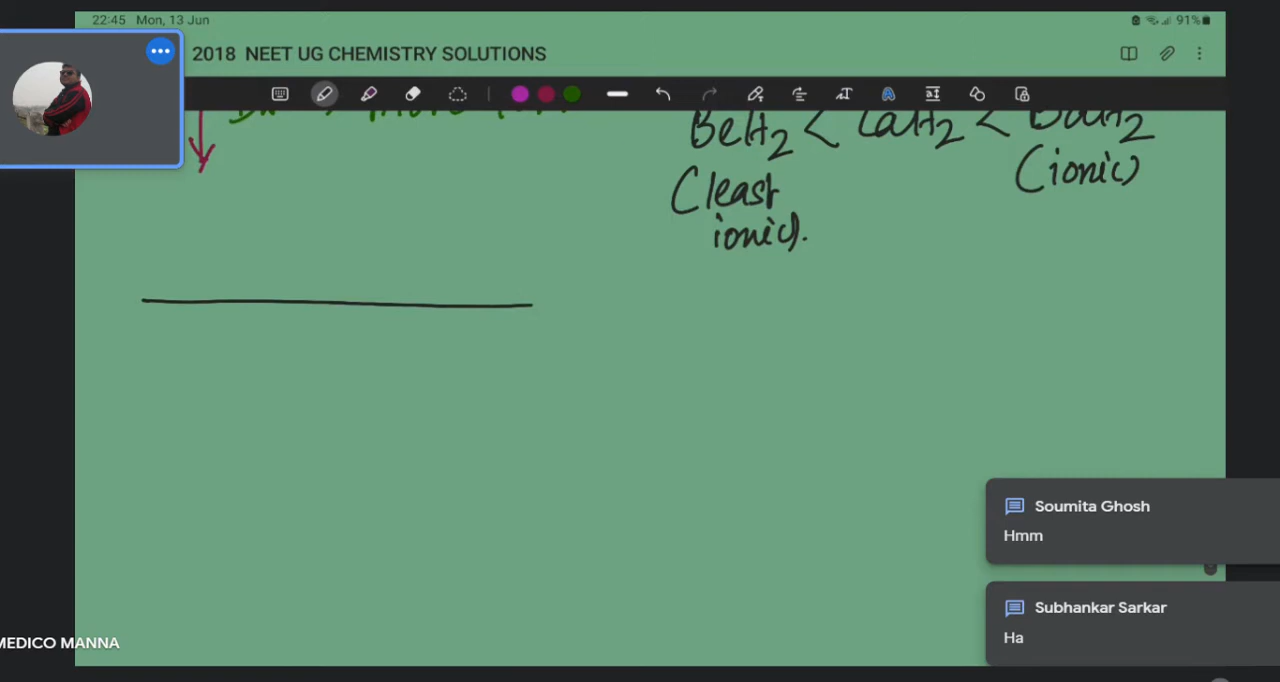 22:45 Mon, 13 Jun
91%
2018 NEET UG CHEMISTRY SOLUTIONS
BeH2 < CaH2 < BaH2
(least
ionic).
(ionic)
Soumita Ghosh
Hmm
Subhankar Sarkar
Ha
MEDICO MANNA